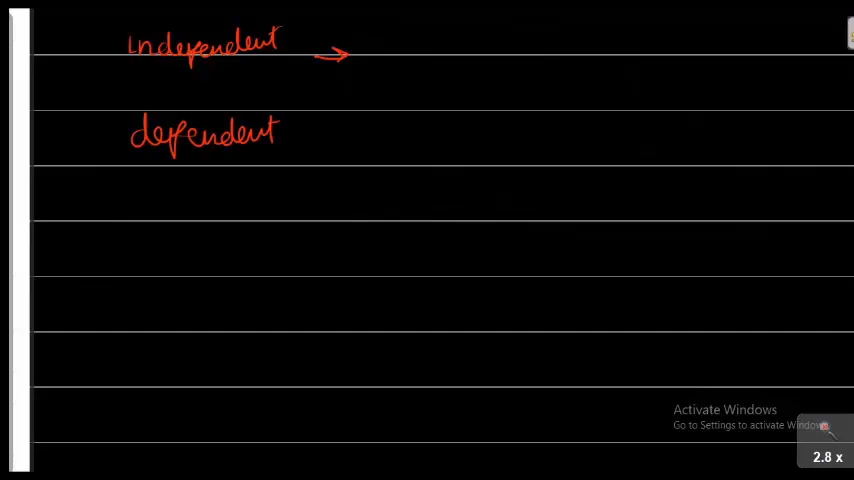 Independent →
dependent
Activate Windows
Go to Settings to activate Windows.
2.8 x